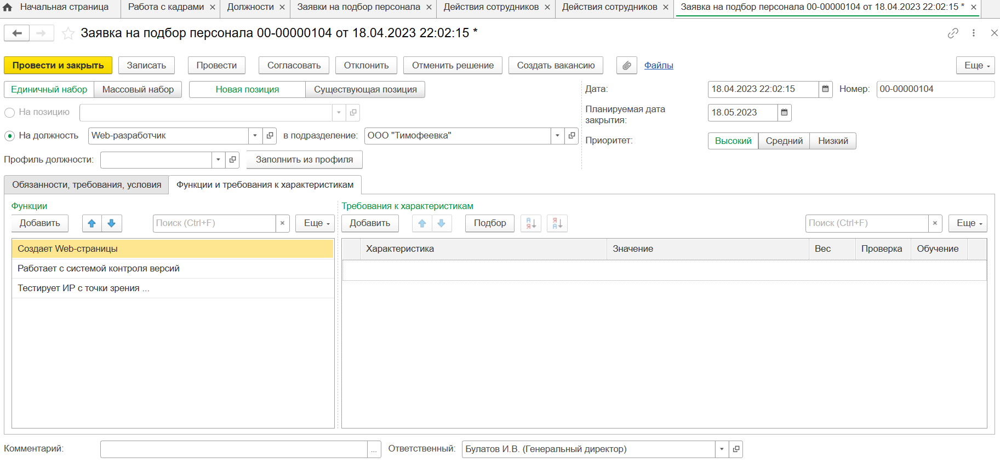 Начальная страница Работа с кадрами Должности Заявки на подбор персонала Действия сотрудников Действия сотрудников Заявка на подбор персонала 00-00000104 от 18.04.2023 22:02:15 *
Заявка на подбор персонала 00-00000104 от 18.04.2023 22:02:15 *
Провести и закрыть Записать Провести Согласовать Отклонить Отменить решение Создать вакансию Файлы Еще
Единичный набор Массовый набор Новая позиция Существующая позиция Дата: 18.04.2023 22:02:15 Номер: 00-00000104
На позицию Планируемая дата
закрытия: 18.05.2023
На должность Web-разработчик в подразделение: ООО "Тимофеевка" Приоритет: Высокий Средний Низкий
Профиль должности: Заполнить из профиля
Обязанности, требования, условия Функции и требования к характеристикам
Функции Требования к характеристикам
Добавить Поиск (Ctrl+F) × Еще Добавить Подбор Поиск (Ctrl+F) × Еще
Создает Web-страницы Характеристика Значение Вес Проверка Обучение
Работает с системой контроля версий
Тестирует ИР с точки зрения ...
Комментарий: ... Ответственный: Булатов И.В. (Генеральный директор)